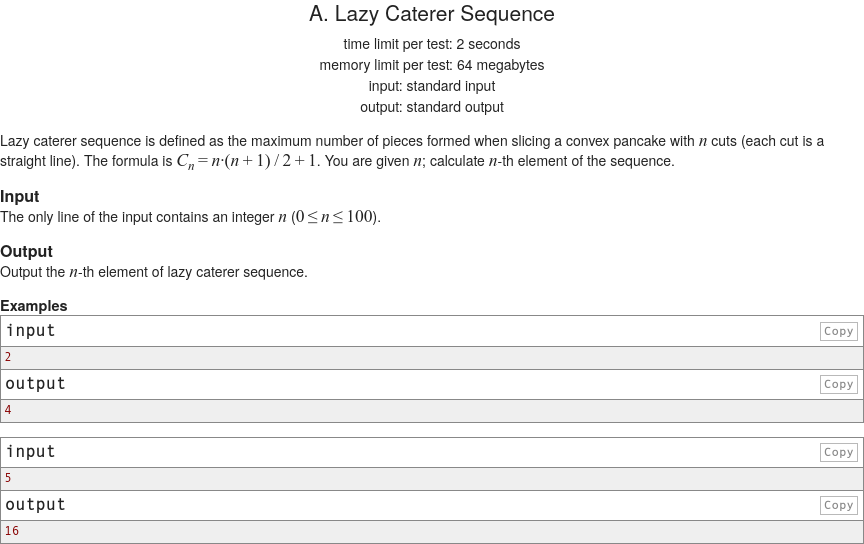 A. Lazy Caterer Sequence
time limit per test: 2 seconds
memory limit per test: 64 megabytes
input: standard input
output: standard output
Lazy caterer sequence is defined as the maximum number of pieces formed when slicing a convex pancake with n cuts (each cut is a
straight line). The formula is Cn = n·(n + 1) / 2 + 1. You are given n; calculate n-th element of the sequence.
Input
The only line of the input contains an integer n (0 ≤ n ≤ 100).
Output
Output the n-th element of lazy caterer sequence.
Examples
input Copy
2
output Copy
4
input Copy
5
output Copy
16